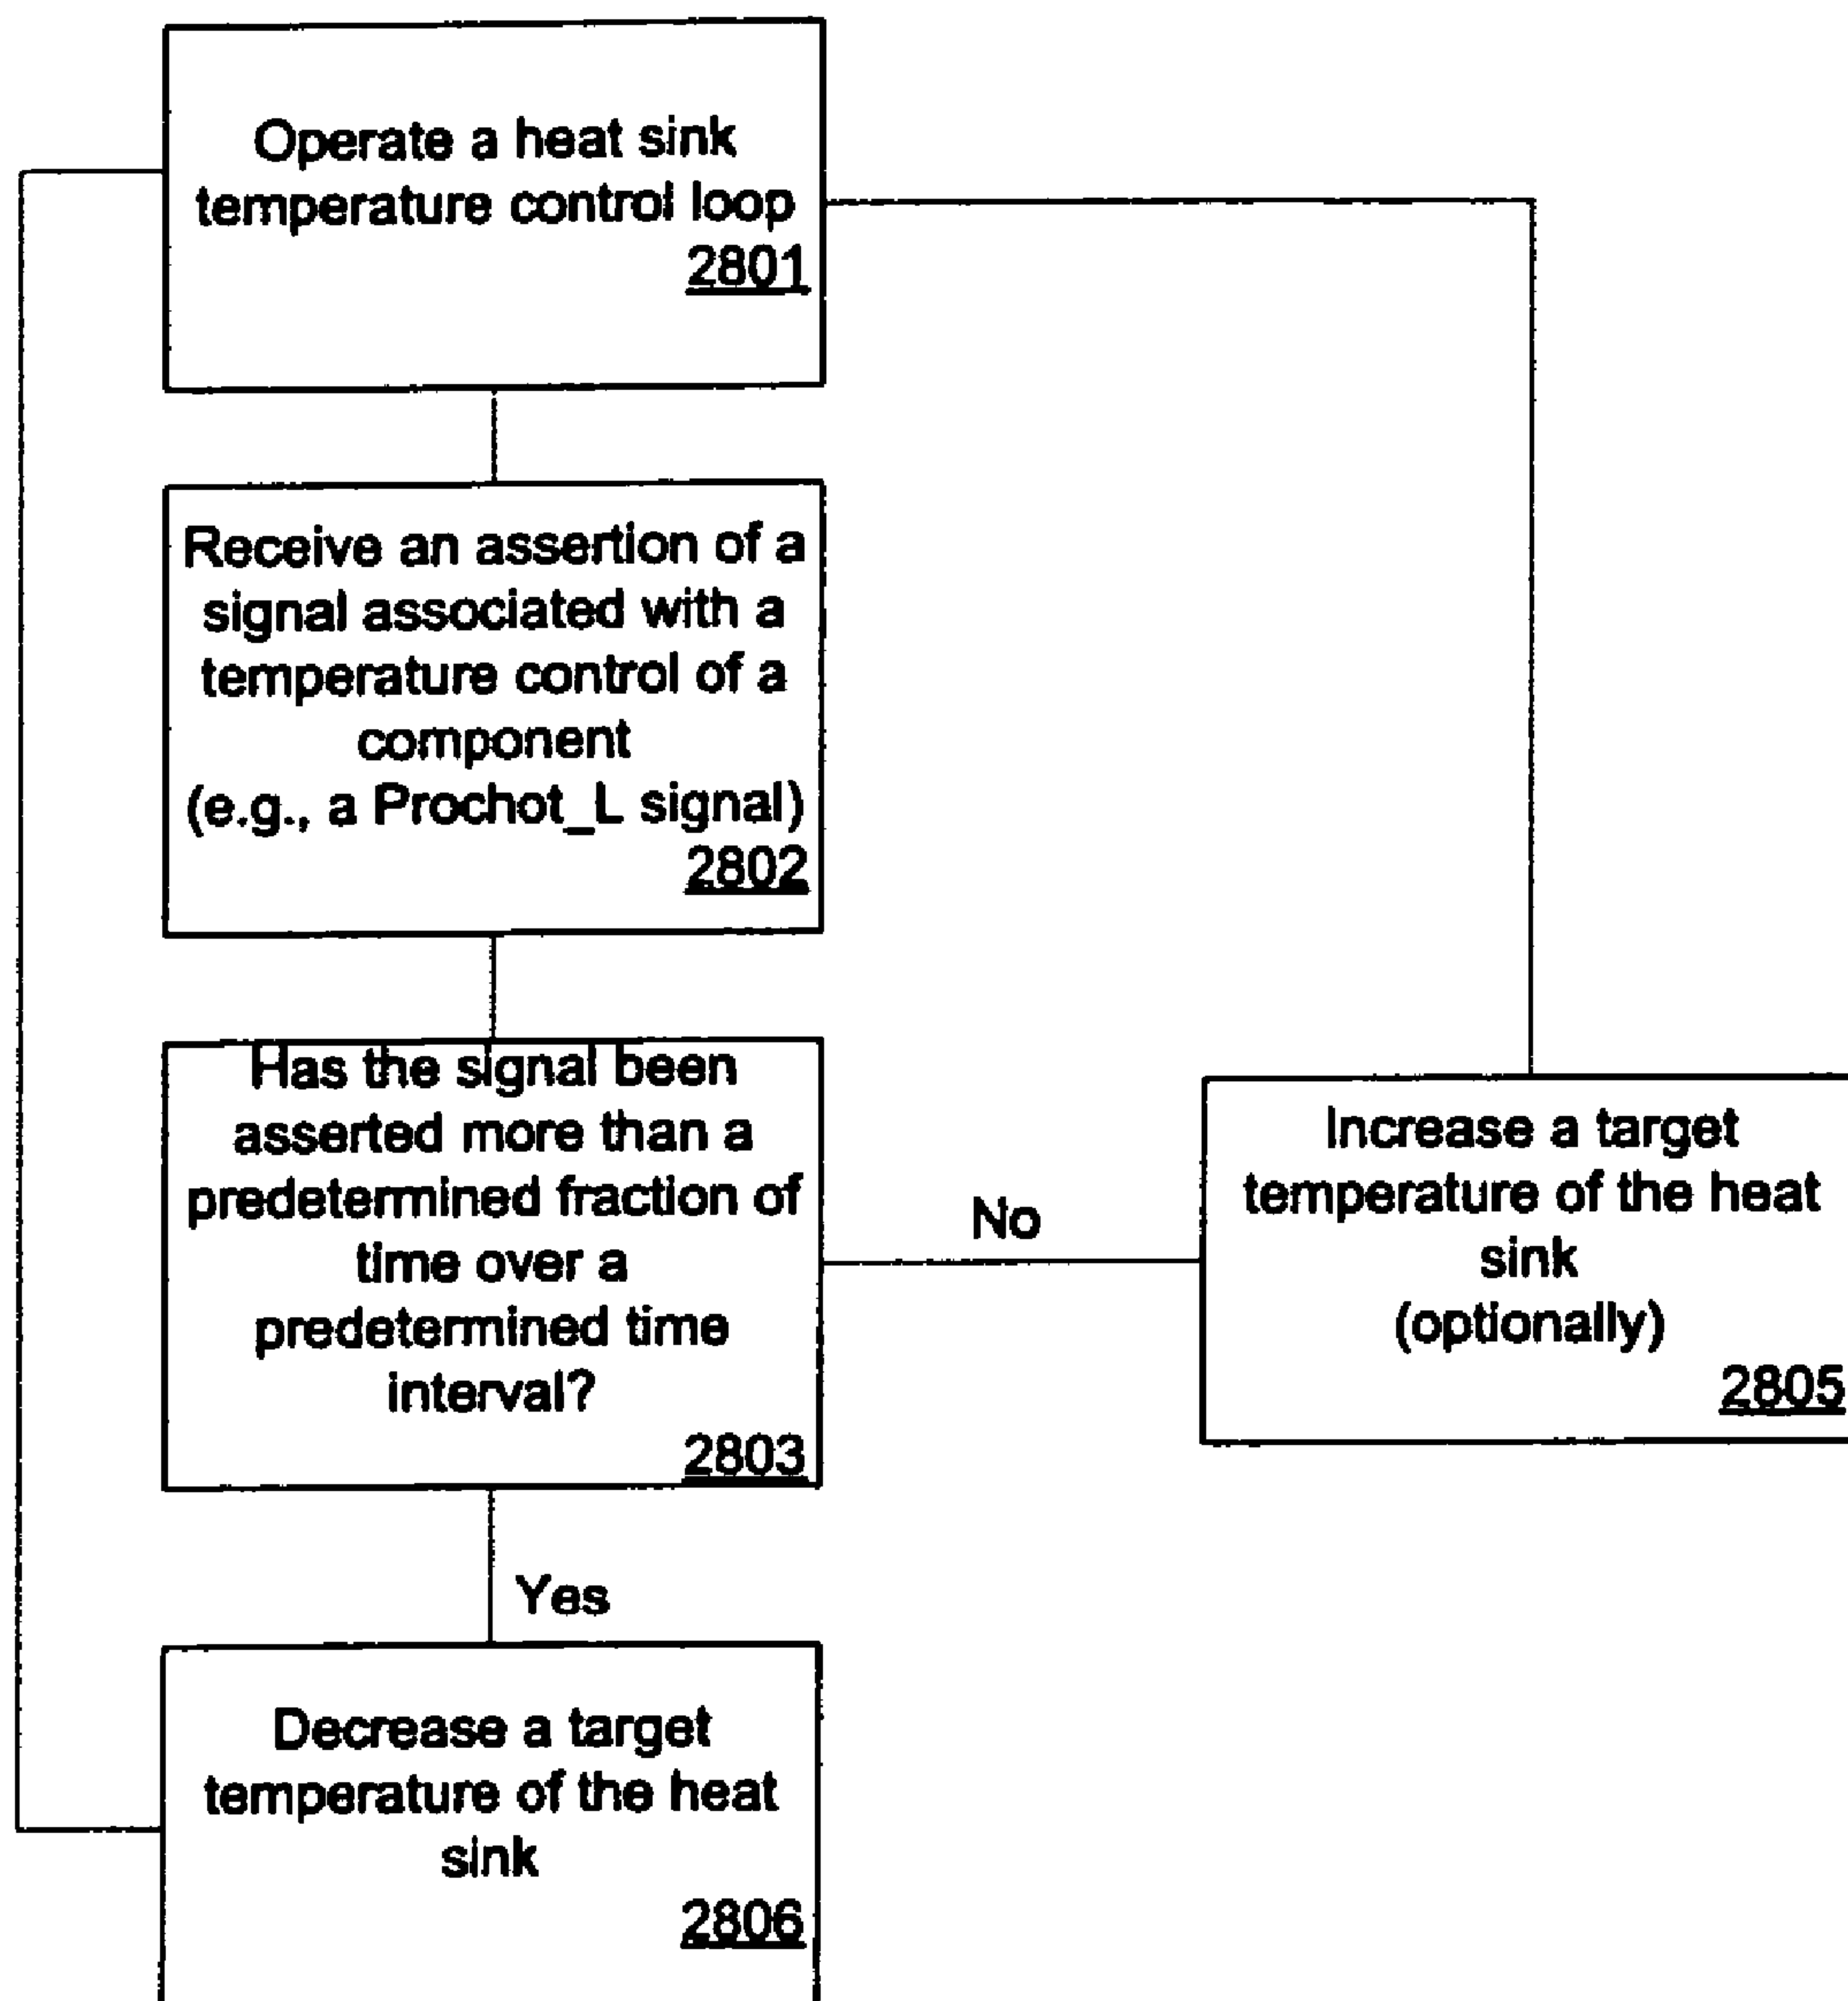 Operate a heat sink
temperature control loop
2801
Receive an assertion of a
signal associated with a
temperature control of a
component
(e.g., a Prochot_L signal)
2802
Has the signal been
asserted more than a
predetermined fraction of
time over a
predetermined time
interval?
2803
No
Increase a target
temperature of the heat
sink
(optionally)
2805
Yes
Decrease a target
temperature of the heat
sink
2806